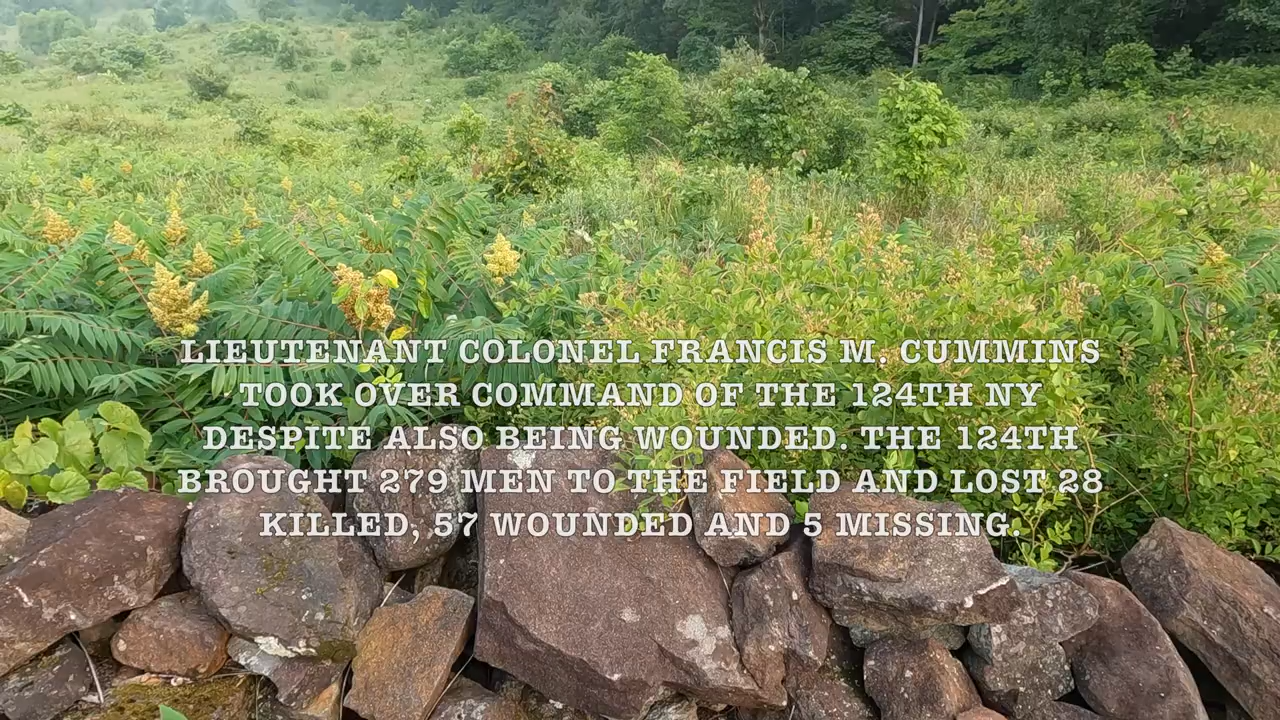 LIEUTENANT COLONEL FRANCIS M. CUMMINS
TOOK OVER COMMAND OF THE 124TH NY
DESPITE ALSO BEING WOUNDED. THE 124TH
BROUGHT 279 MEN TO THE FIELD AND LOST 28
KILLED, 57 WOUNDED AND 5 MISSING.